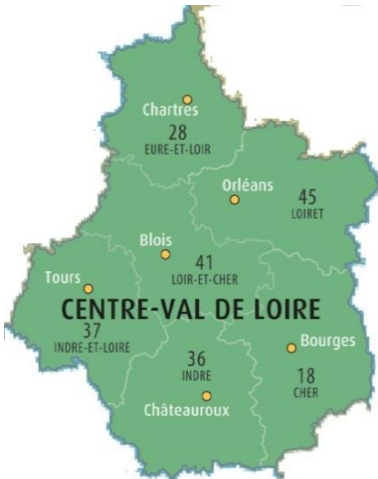 Chartres
28
EURE-ET-LOIR
Orléans
45
LOIRET
Blois
41
LOIR-ET-CHER
Tours
CENTRE-VAL DE LOIRE
37
INDRE-ET-LOIRE
Bourges
36
INDRE
18
CHER
Châteauroux